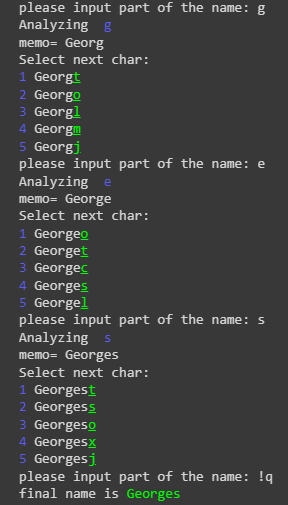 please input part of the name: g
Analyzing  g
memo= Georg
Select next char:
1 Georgt
2 Georgo
3 Georgl
4 Georgm
5 Georgj
please input part of the name: e
Analyzing  e
memo= George
Select next char:
1 Georgeo
2 Georget
3 Georgec
4 Georges
5 Georgel
please input part of the name: s
Analyzing  s
memo= Georges
Select next char:
1 Georgest
2 Georgess
3 Georgeso
4 Georgesx
5 Georgesj
please input part of the name: !q
final name is Georges